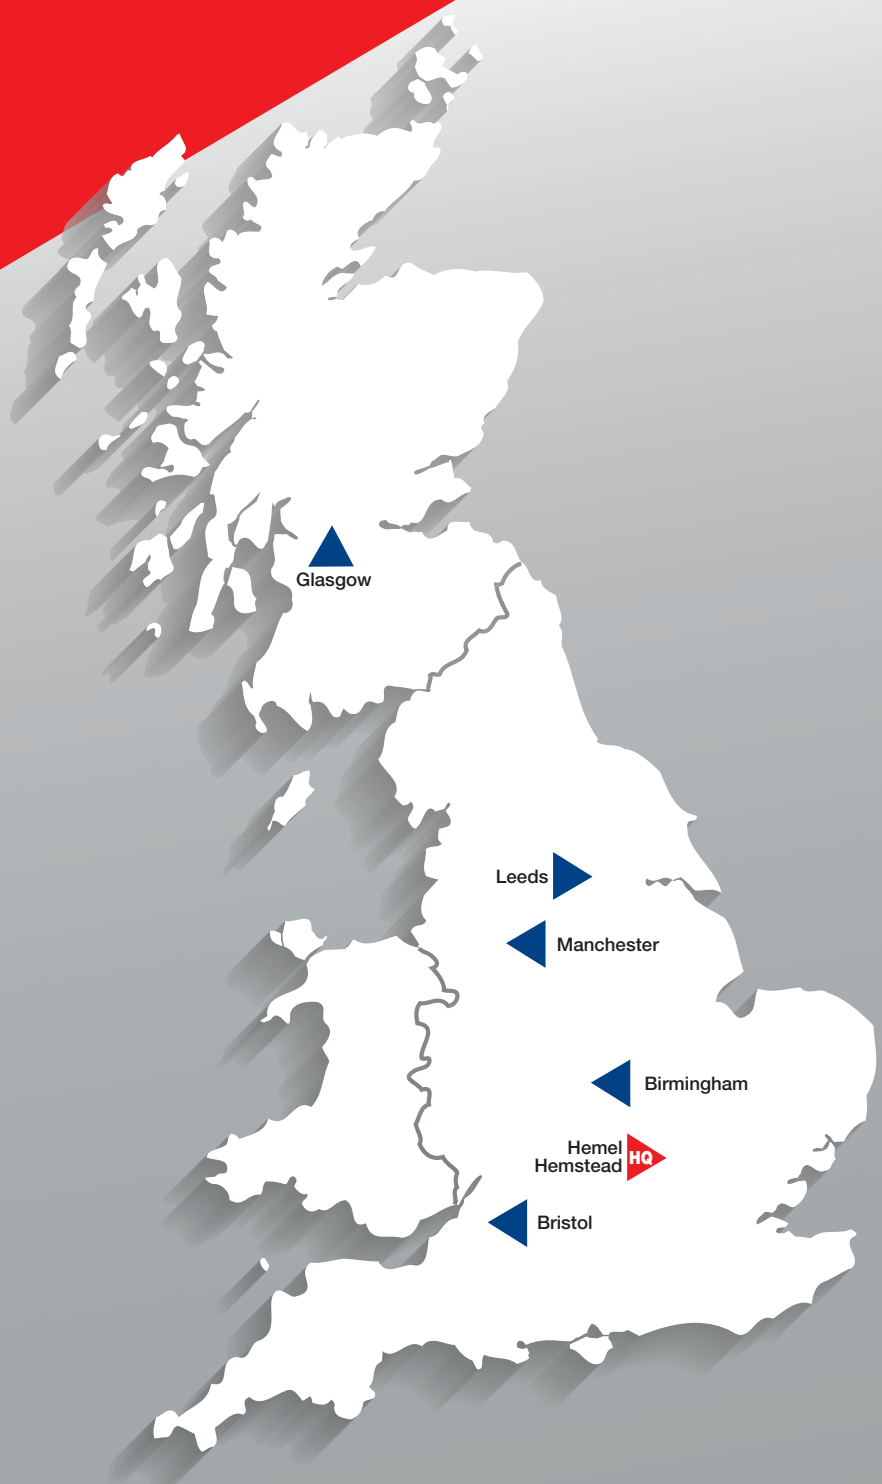 Glasgow
Leeds
Manchester
Birmingham
Hemel
Hemstead
HQ
Bristol